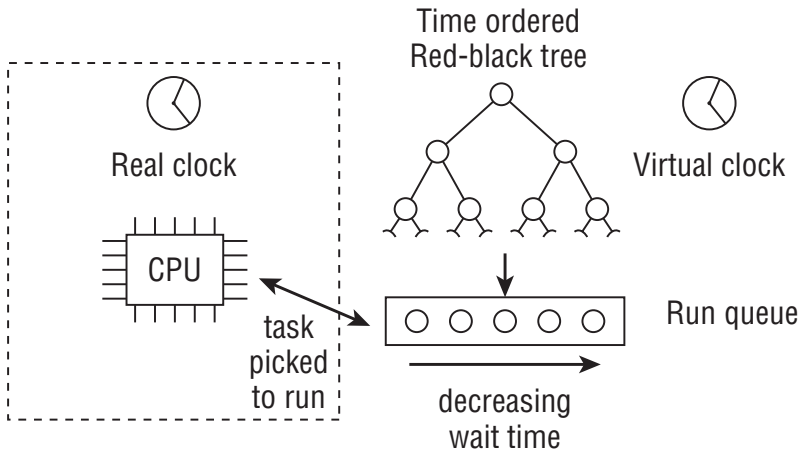 Time ordered
Red-black tree
Real clock
Virtual clock
CPU
task
picked
to run
Run queue
decreasing
wait time